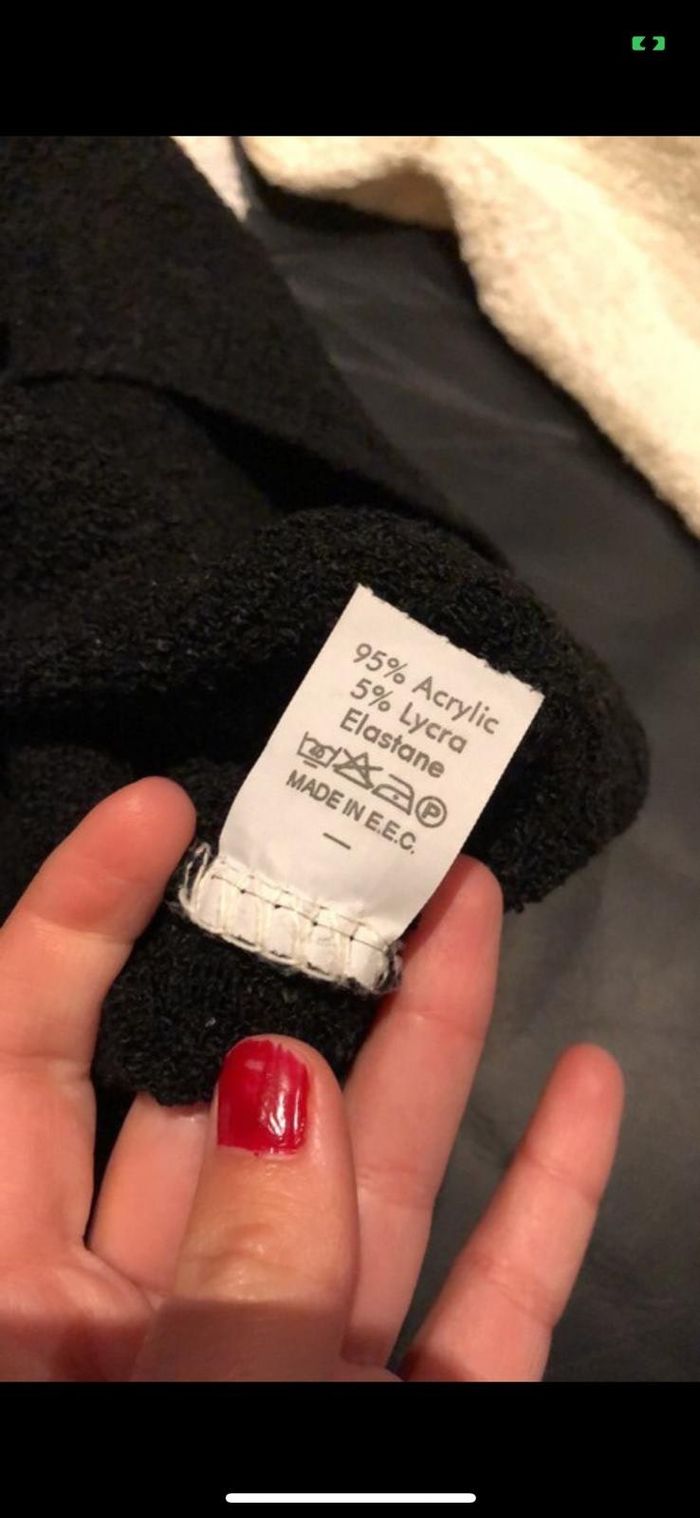 95% Acrylic
5% Lycra
Elastane
P
MADE IN E.E.C.